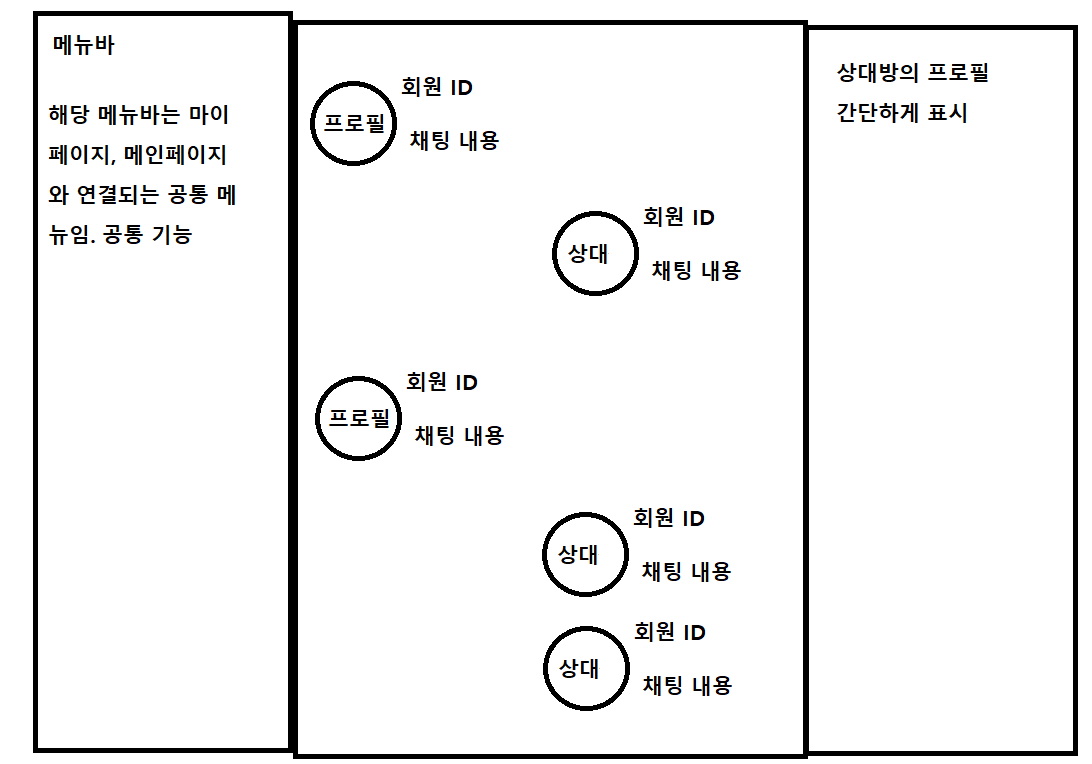 메뉴바
해당 메뉴바는 마이
페이지, 메인페이지
와 연결되는 공통 메
뉴임. 공통 기능
회원 ID
프로필
채팅 내용
회원 ID
상대
채팅 내용
회원 ID
프로필
채팅 내용
회원 ID
상대
채팅 내용
회원 ID
상대
채팅 내용
상대방의 프로필
간단하게 표시